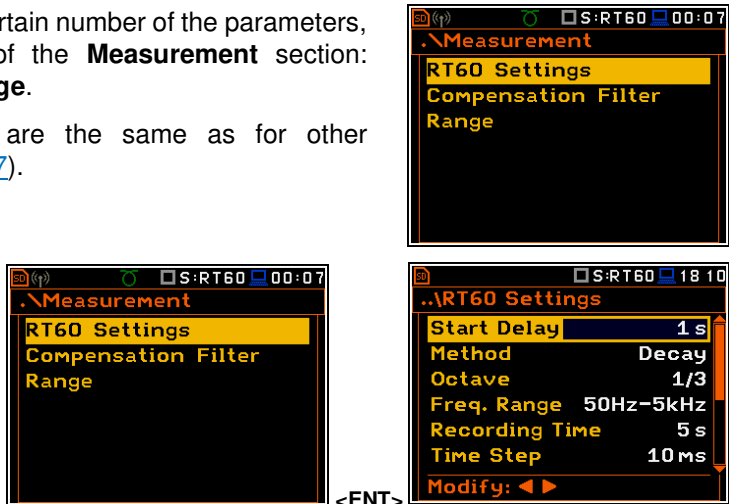 rtain number of the parameters,
of the Measurement section:
ge.
are the same as for other
7).
SD S:RT60 00:07
.\Measurement
RT60 Settings
Compensation Filter
Range
SD S:RT60 00:07
.\Measurement
RT60 Settings
Compensation Filter
Range
<ENT>
SD S:RT60 18 10
..\RT60 Settings
Start Delay 1 s
Method Decay
Octave 1/3
Freq. Range 50Hz-5kHz
Recording Time 5 s
Time Step 10 ms
Modify: